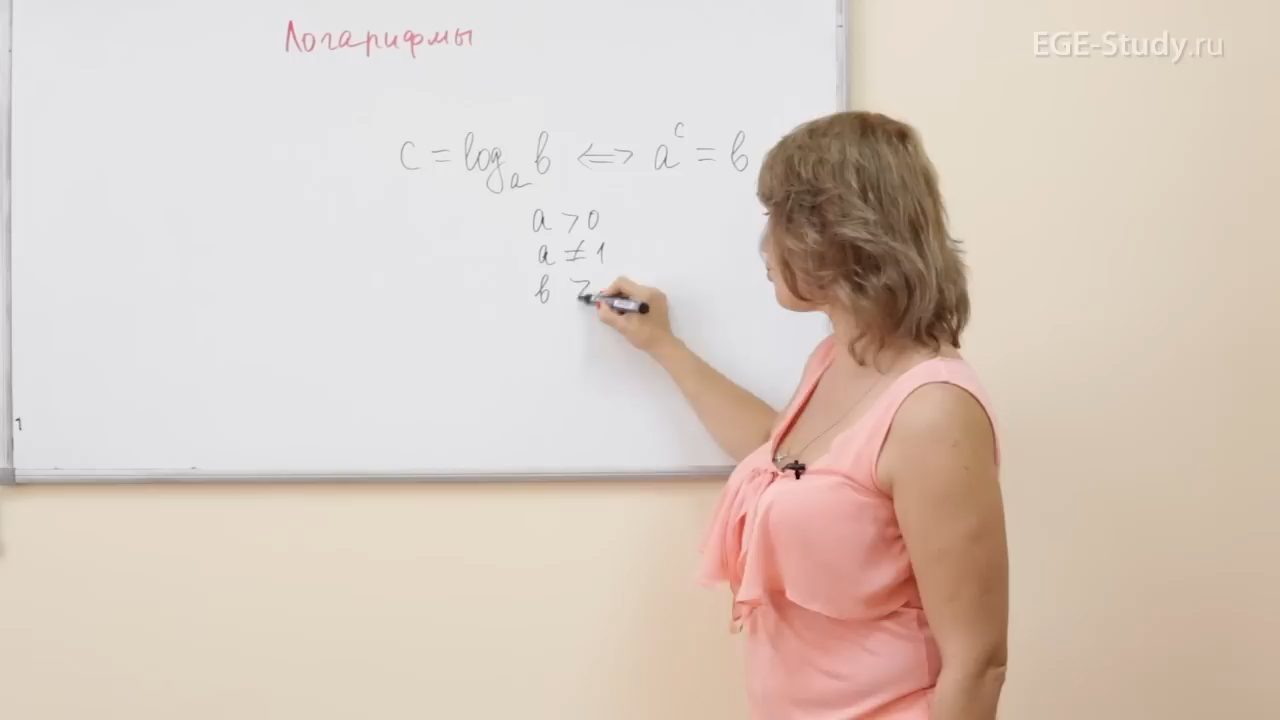 Логарифмы
EGE-Study.ru
c = log_a b ⟺ a^c = b
a > 0
a ≠ 1
b >
1